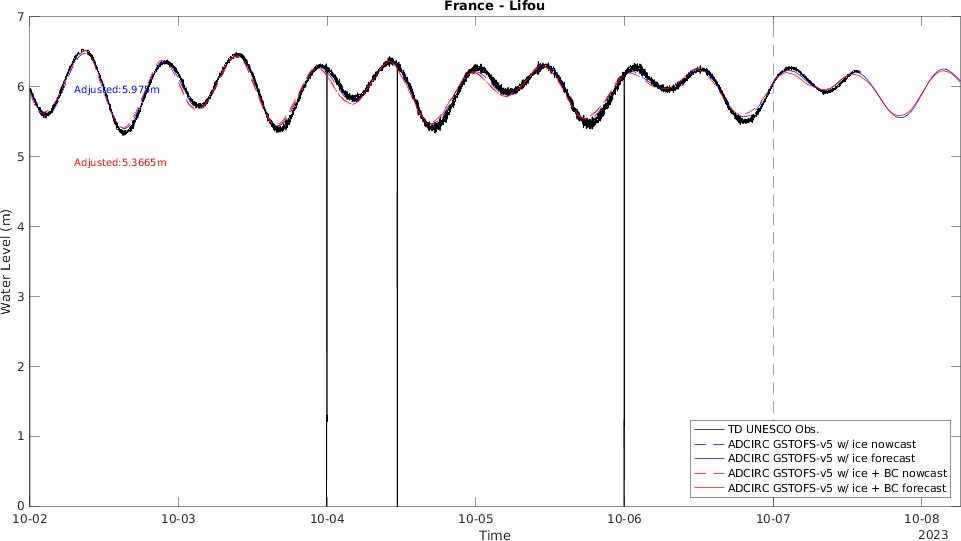 France - Lifou
7
6
5
4
3
2
1
0
Water Level (m)
Adjusted:5.975m
Adjusted:5.3665m
TD UNESCO Obs.
ADCIRC GSTOFS-v5 w/ ice nowcast
ADCIRC GSTOFS-v5 w/ ice forecast
ADCIRC GSTOFS-v5 w/ ice + BC nowcast
ADCIRC GSTOFS-v5 w/ ice + BC forecast
10-02 10-03 10-04 10-05 10-06 10-07 10-08
Time
2023